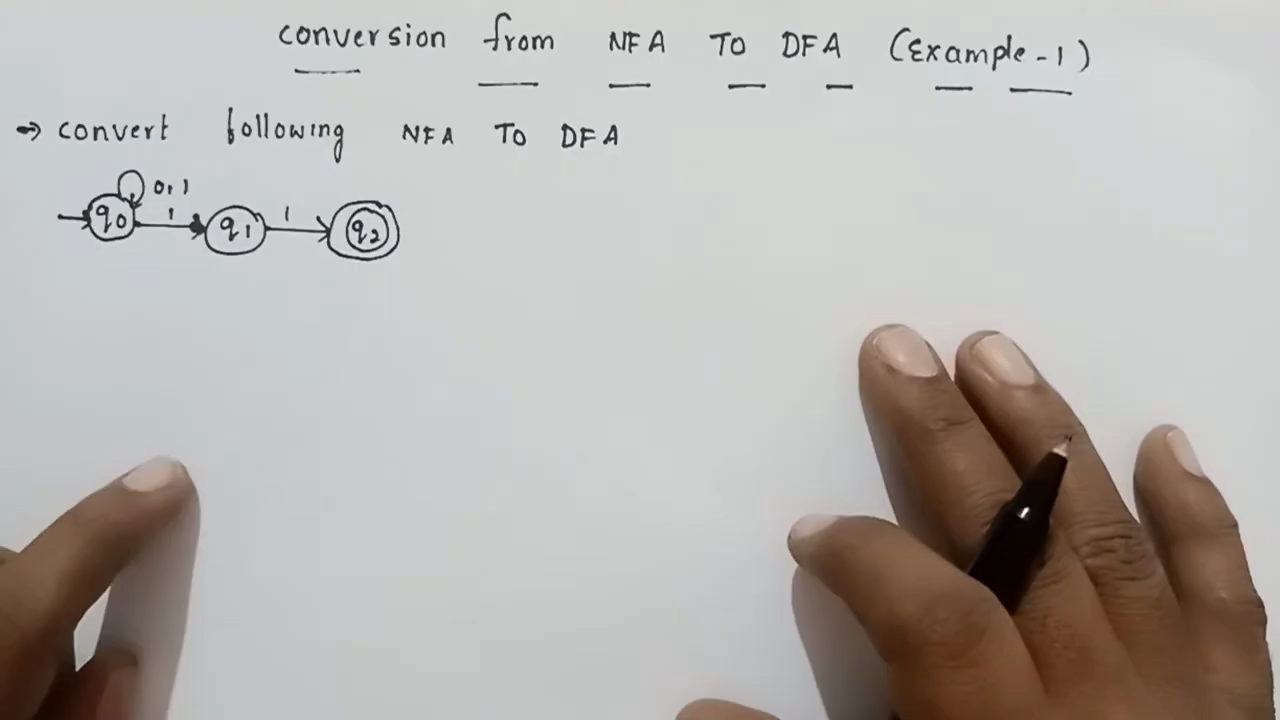 conversion from NFA TO DFA (Example-1)
→ convert following NFA TO DFA
0,1
q0 1 q1 1 q2